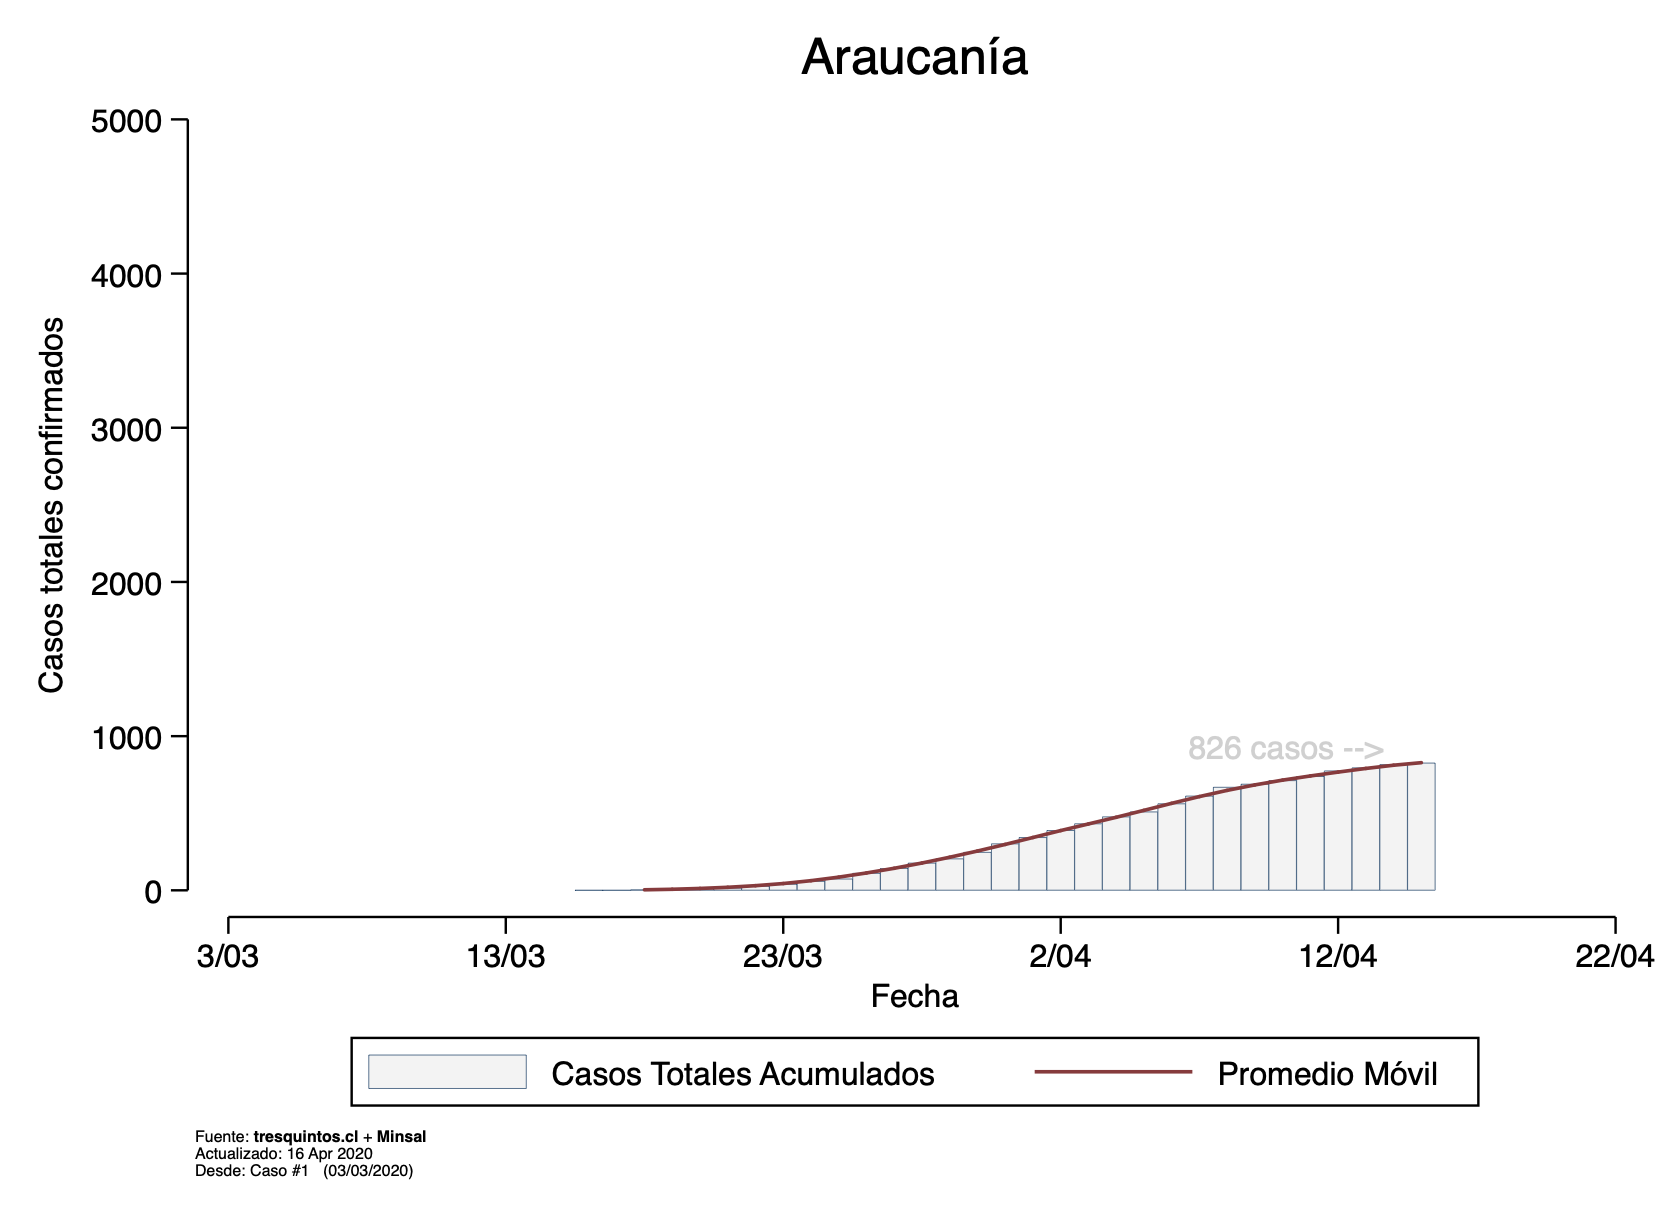 Araucanía
5000
4000
3000
2000
1000
0
Casos totales confirmados
826 casos -->
3/03 13/03 23/03 2/04 12/04 22/04
Fecha
Casos Totales Acumulados Promedio Móvil
Fuente: tresquintos.cl + Minsal
Actualizado: 16 Apr 2020
Desde: Caso #1 (03/03/2020)